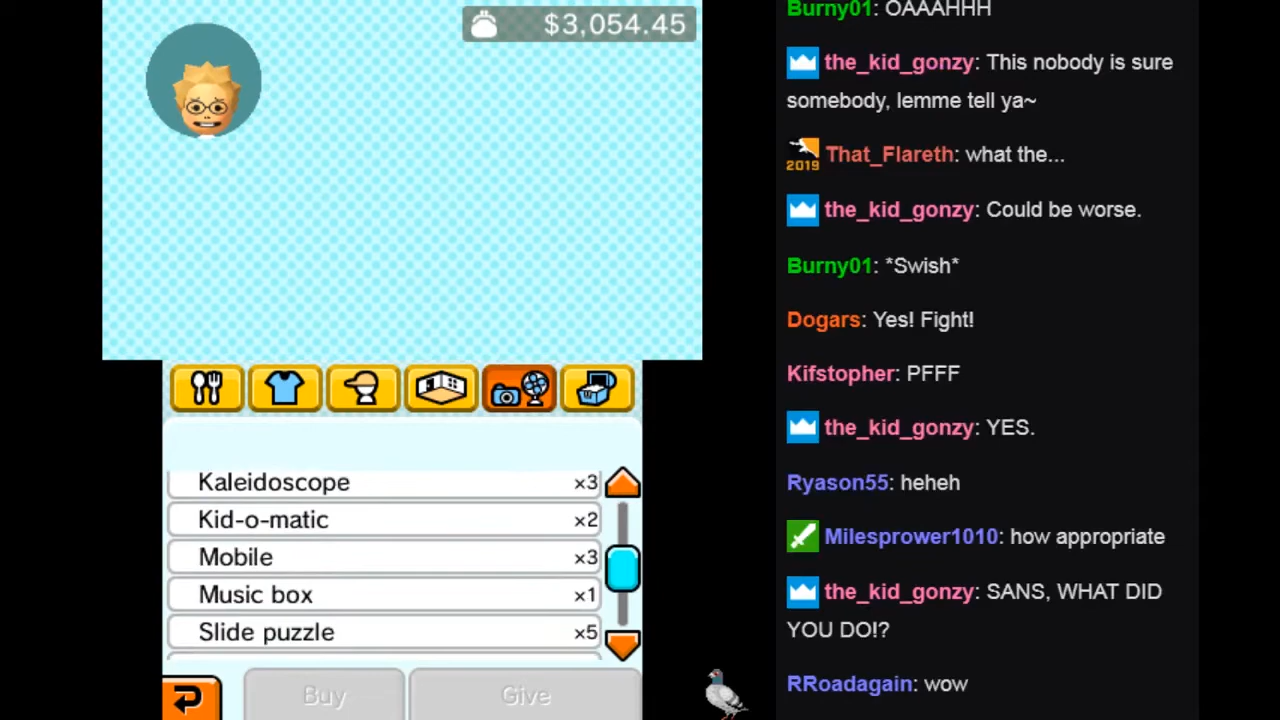 $3,054.45
Kaleidoscope ×3
Kid-o-matic ×2
Mobile ×3
Music box ×1
Slide puzzle ×5
Buy Give
Burny01: OAAAHHH
the_kid_gonzy: This nobody is sure
somebody, lemme tell ya~
2019 That_Flareth: what the...
the_kid_gonzy: Could be worse.
Burny01: *Swish*
Dogars: Yes! Fight!
Kifstopher: PFFF
the_kid_gonzy: YES.
Ryason55: heheh
Milesprower1010: how appropriate
the_kid_gonzy: SANS, WHAT DID
YOU DO!?
RRoadagain: wow